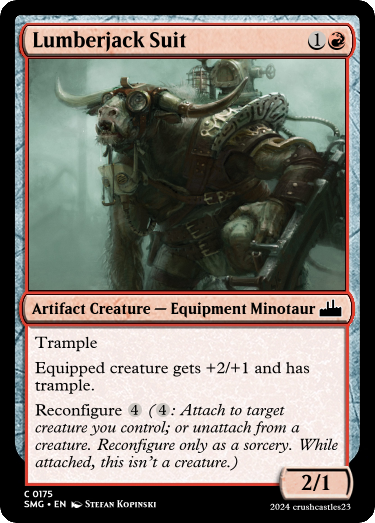 Lumberjack Suit 1
Artifact Creature — Equipment Minotaur
Trample
Equipped creature gets +2/+1 and has
trample.
Reconfigure 4 (4: Attach to target
creature you control; or unattach from a
creature. Reconfigure only as a sorcery. While
attached, this isn't a creature.)
2/1
C 0175
SMG • EN Stefan Kopinski
2024 crushcastles23